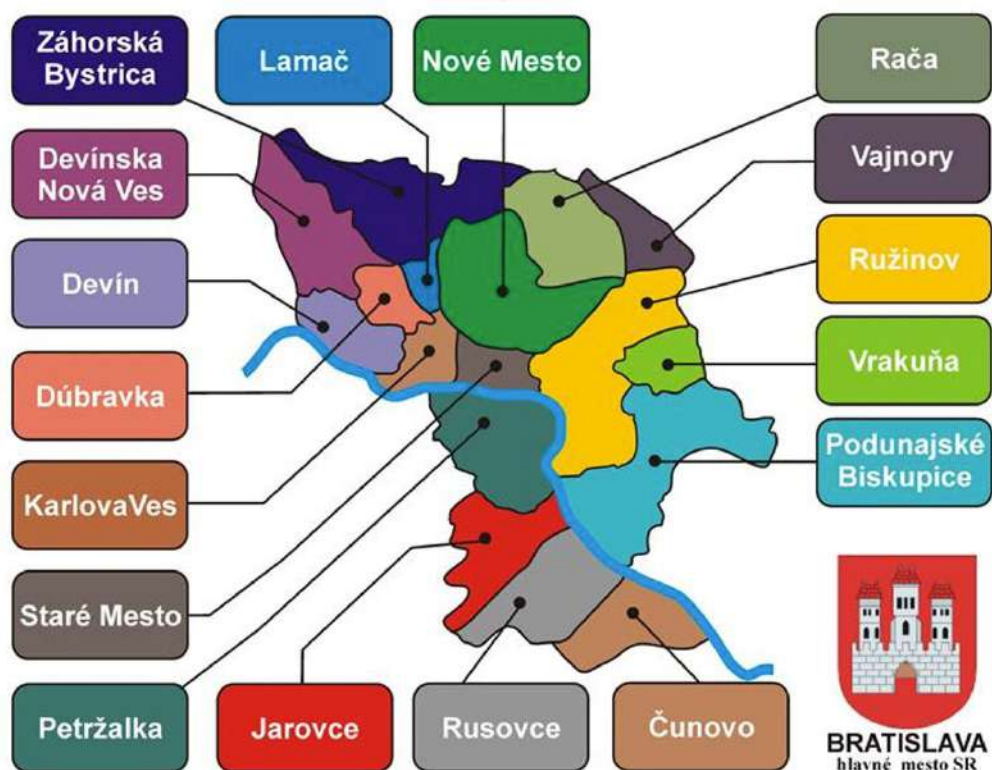 Záhorská
Bystrica
Lamač
Nové Mesto
Rača
Devínska
Nová Ves
Vajnory
Devín
Ružinov
Dúbravka
Vrakuňa
KarlovaVes
Podunajské
Biskupice
Staré Mesto
Petržalka
Jarovce
Rusovce
Čunovo
BRATISLAVA
hlavné mesto SR